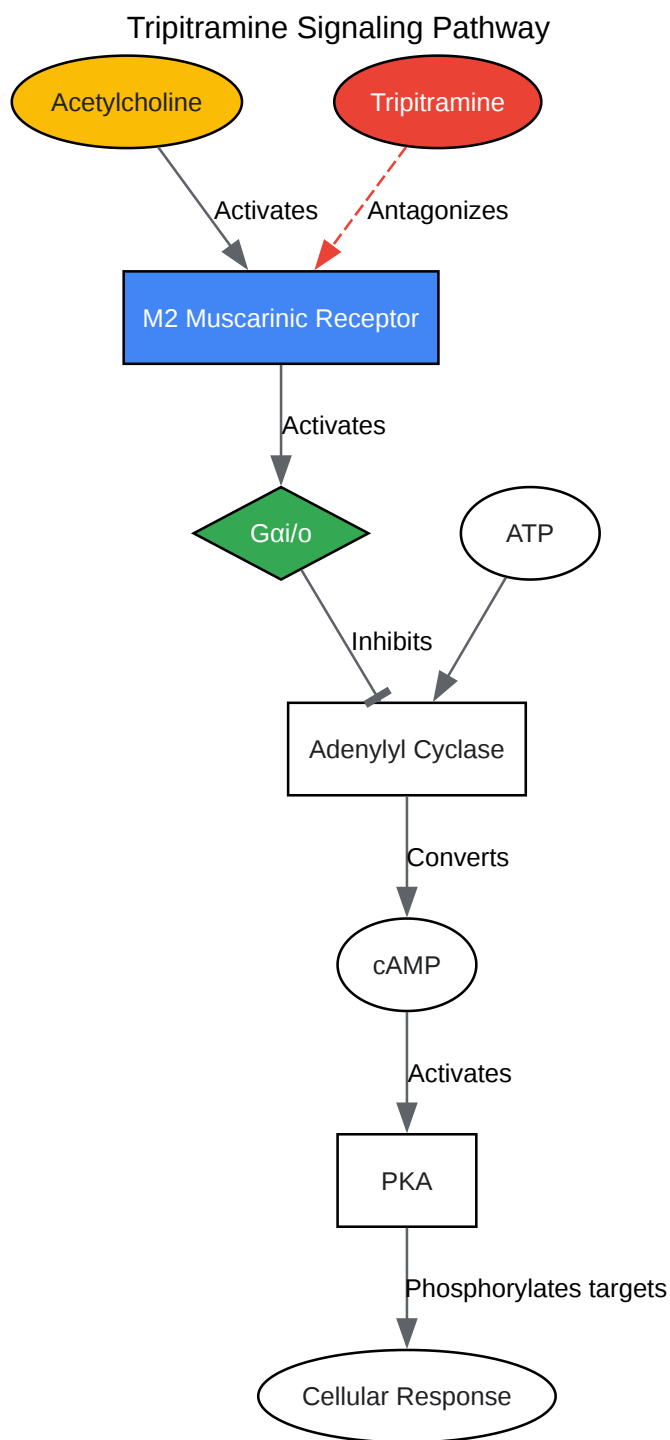 Tripitramine Signaling Pathway
Acetylcholine
Tripitramine
Activates
Antagonizes
M2 Muscarinic Receptor
Activates
Gαi/o
ATP
Inhibits
Adenylyl Cyclase
Converts
cAMP
Activates
PKA
Phosphorylates targets
Cellular Response